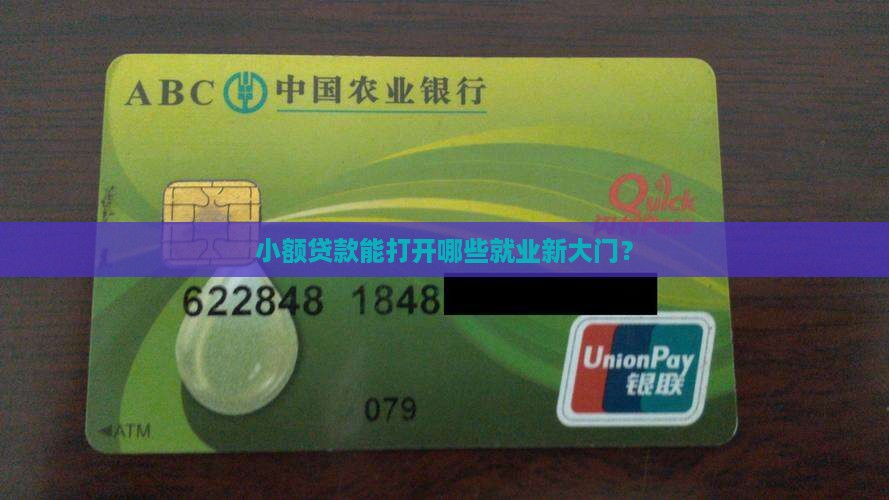 ABC 中国农业银行
Quick
小额贷款能打开哪些就业新大门？
622848 1848
UnionPay
银联
079
ATM